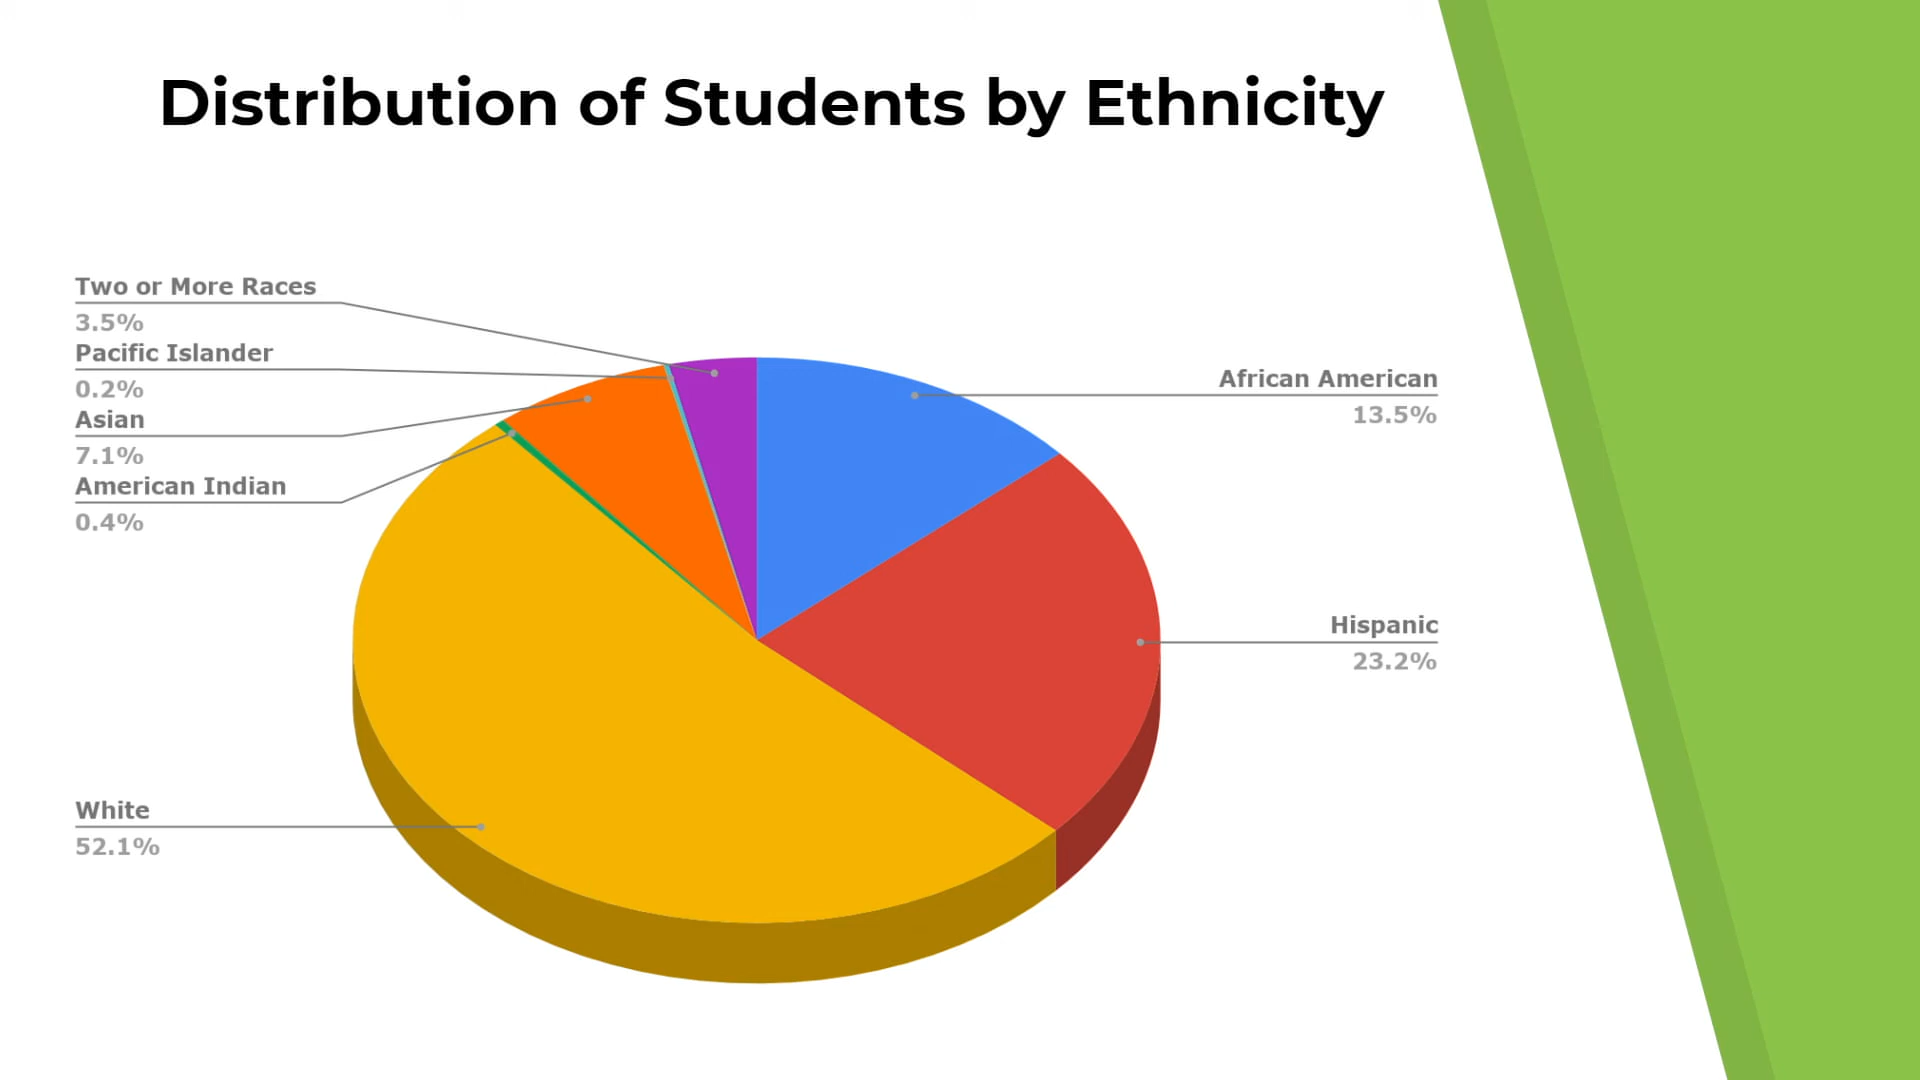 Distribution of Students by Ethnicity
Two or More Races
3.5%
Pacific Islander
0.2%
Asian
7.1%
American Indian
0.4%
White
52.1%
African American
13.5%
Hispanic
23.2%